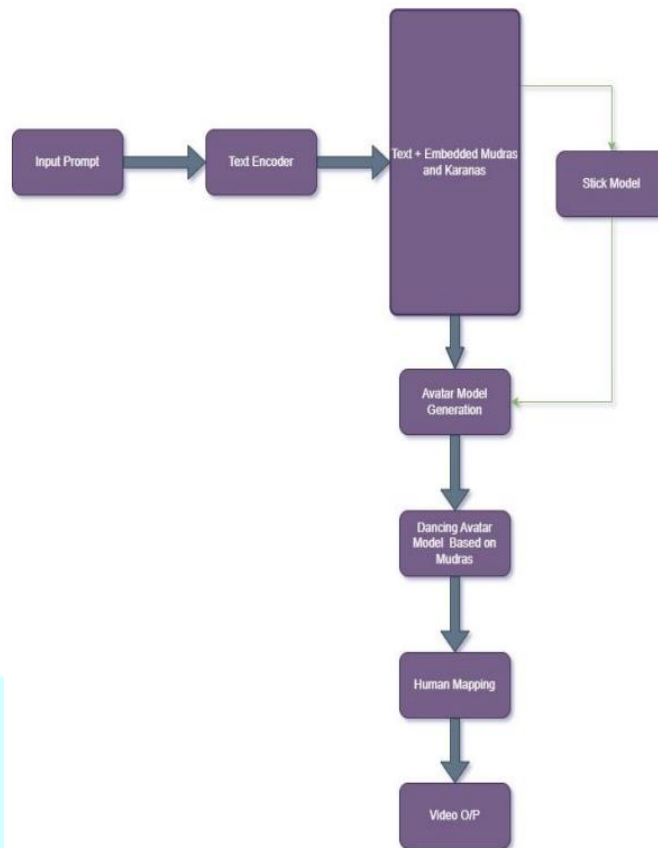 Input Prompt
Text Encoder
Text + Embedded Mudras
and Karanas
Stick Model
Avatar Model
Generation
Dancing Avatar
Model Based on
Mudras
Human Mapping
Video O/P